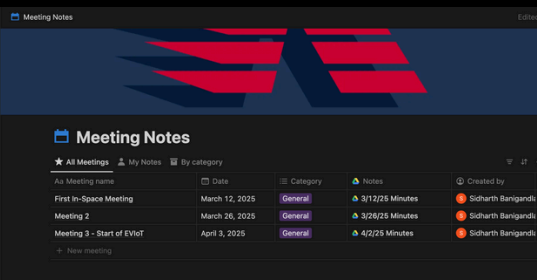 Meeting Notes Edited
Meeting Notes
All Meetings My Notes By category
Aa Meeting name Date Category Notes Created by
First In-Space Meeting March 12, 2025 General 3/12/25 Minutes S Sidharth Banigandla
Meeting 2 March 26, 2025 General 3/26/25 Minutes S Sidharth Banigandla
Meeting 3 - Start of EVIoT April 3, 2025 General 4/2/25 Minutes S Sidharth Banigandla
+ New meeting